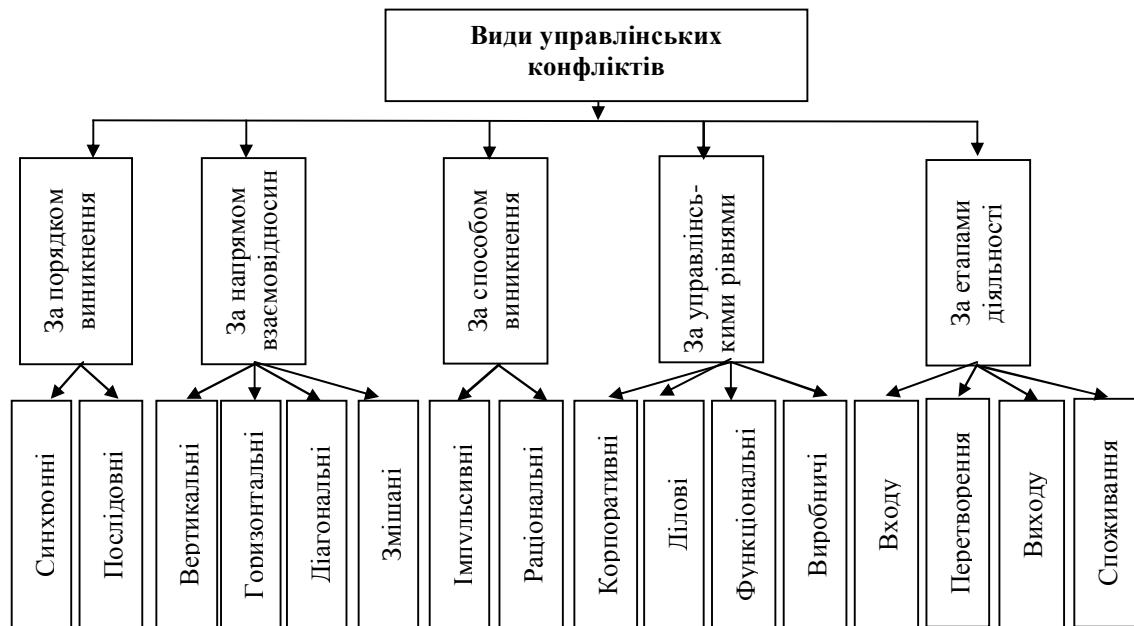 Види управлінських
конфліктів
За порядком
виникнення
За напрямом
взаємовідносин
За способом
виникнення
За управлінсь-
кими рівнями
За етапами
діяльності
Синхронні
Послідовні
Вертикальні
Горизонтальні
Діагональні
Змішані
Імпульсивні
Раціональні
Корпоративні
Ділові
Функціональні
Виробничі
Входу
Перетворення
Виходу
Споживання